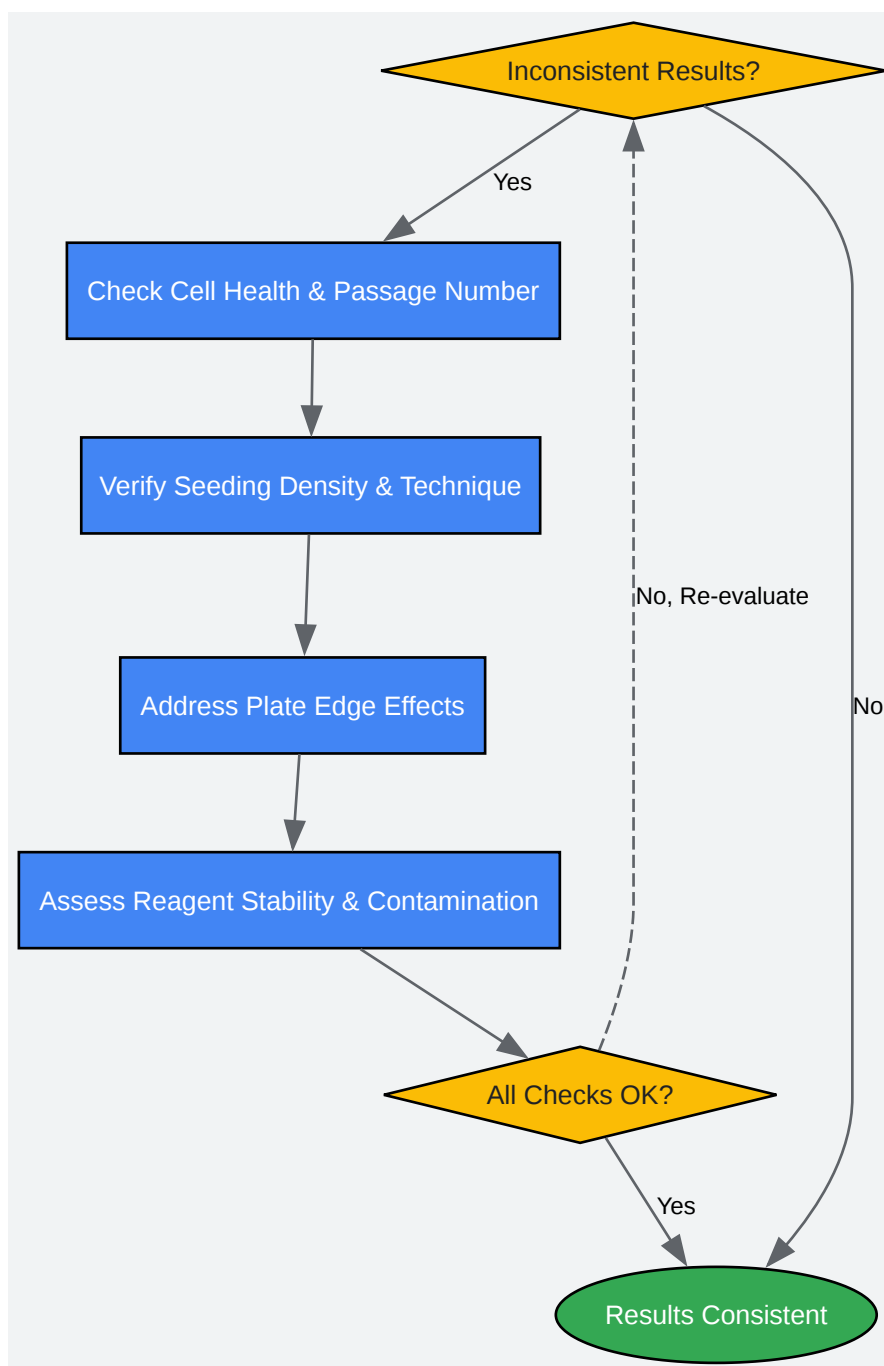 Inconsistent Results?
Yes
Check Cell Health & Passage Number
Verify Seeding Density & Technique
No, Re-evaluate
Address Plate Edge Effects
No
Assess Reagent Stability & Contamination
All Checks OK?
Yes
Results Consistent